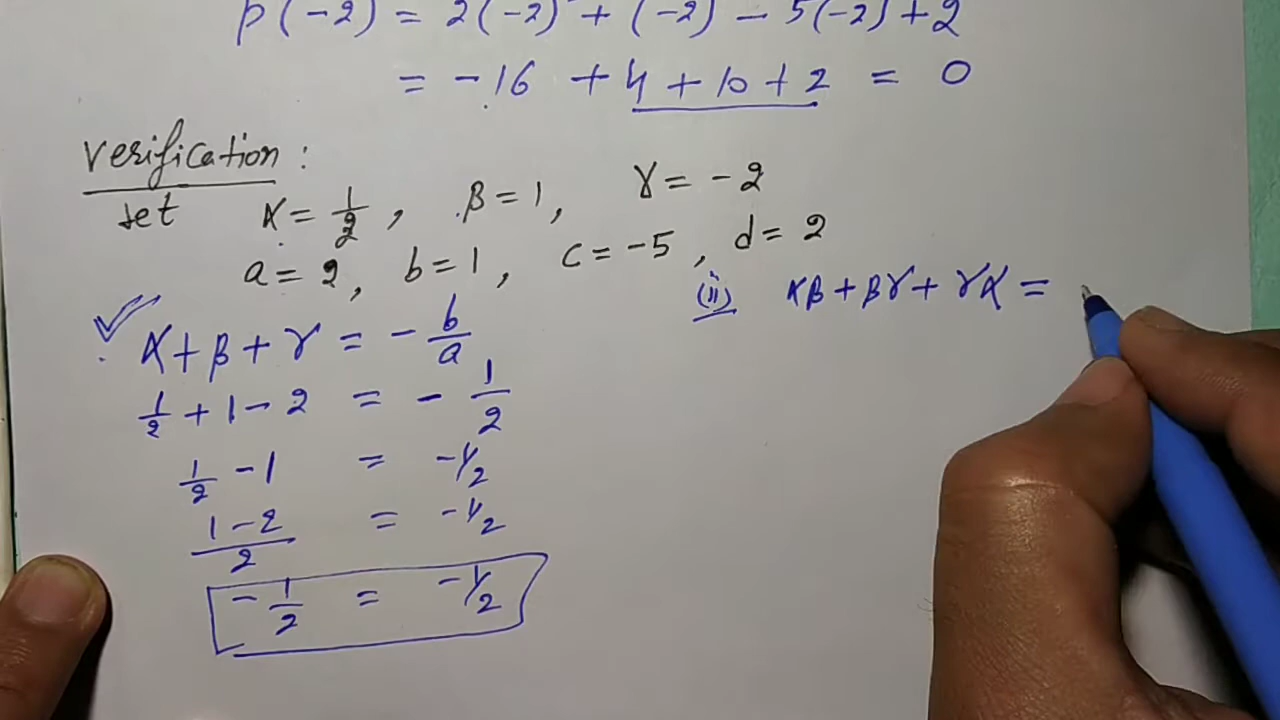 p(-2) = 2(-2) + (-2) - 5(-2) + 2
= -16 + 4 + 10 + 2 = 0
Verification :
Let α = 1/2 , β = 1, γ = -2
a = 2, b = 1, c = -5, d = 2
α + β + γ = - b/a
1/2 + 1 - 2 = - 1/2
1/2 - 1 = -1/2
1-2/2 = -1/2
- 1/2 = -1/2
(ii) αβ + βγ + γα =